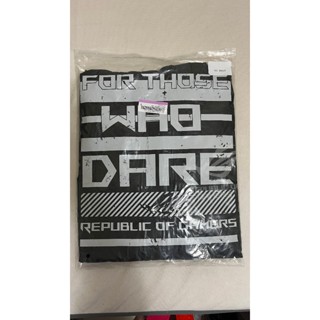 FOR THOSE
WHO
DARE
REPUBLIC OF GAMERS